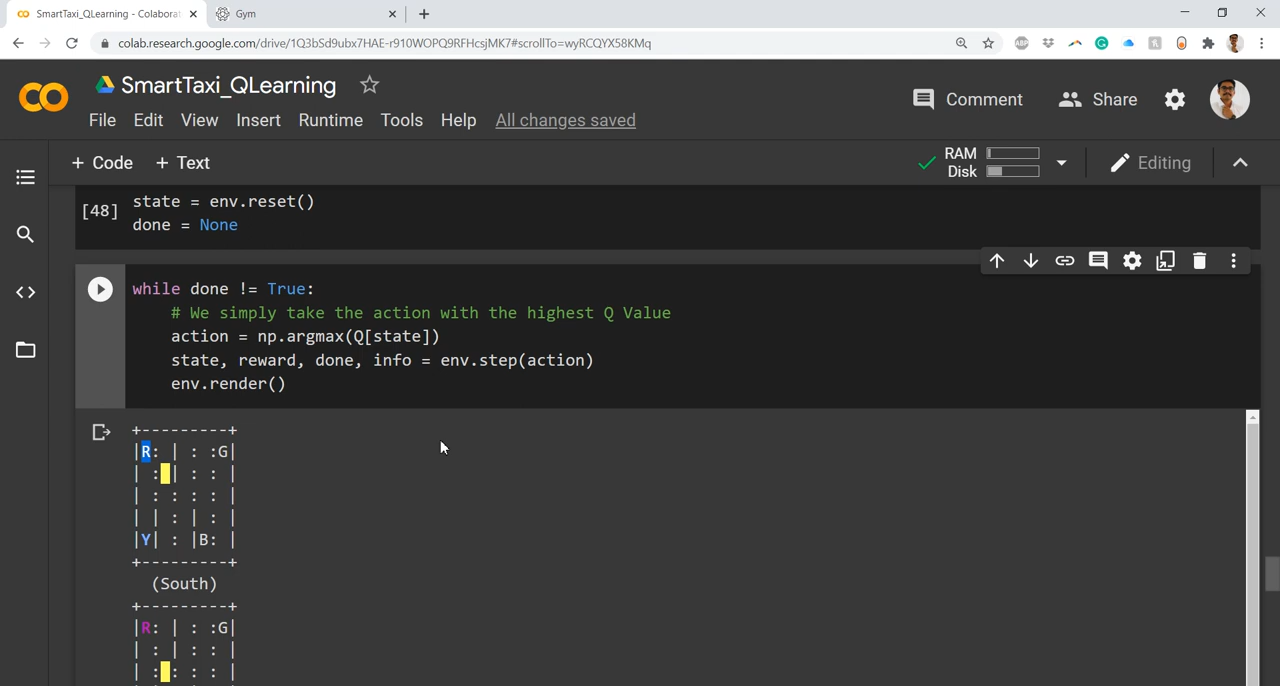 SmartTaxi_QLearning - Colaborat
Gym
colab.research.google.com/drive/1Q3bSd9ubx7HAE-r910WOPQ9RFHcsjMK7#scrollTo=wyRCQYX58KMq
SmartTaxi_QLearning
Comment
Share
File Edit View Insert Runtime Tools Help All changes saved
+ Code + Text
RAM
Disk
Editing
[48]
state = env.reset()
done = None
while done != True:
# We simply take the action with the highest Q Value
action = np.argmax(Q[state])
state, reward, done, info = env.step(action)
env.render()
+---------+
|R: | : :G|
| : | : : |
| : : : : |
| | : | : |
|Y| : |B: |
+---------+
(South)
+---------+
|R: | : :G|
| : | : : |
| : : : : |